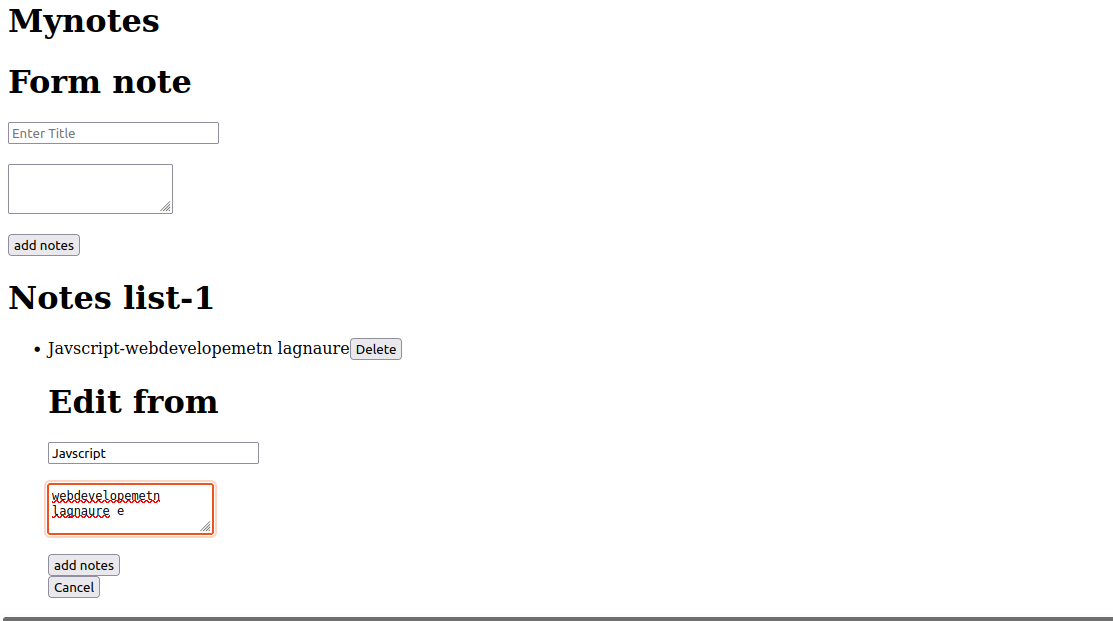 Mynotes
Form note
Enter Title
add notes
Notes list-1
Javscript-webdevelopemetn lagnaure Delete
Edit from
Javscript
webdevelopemetn
lagnaure e
add notes
Cancel